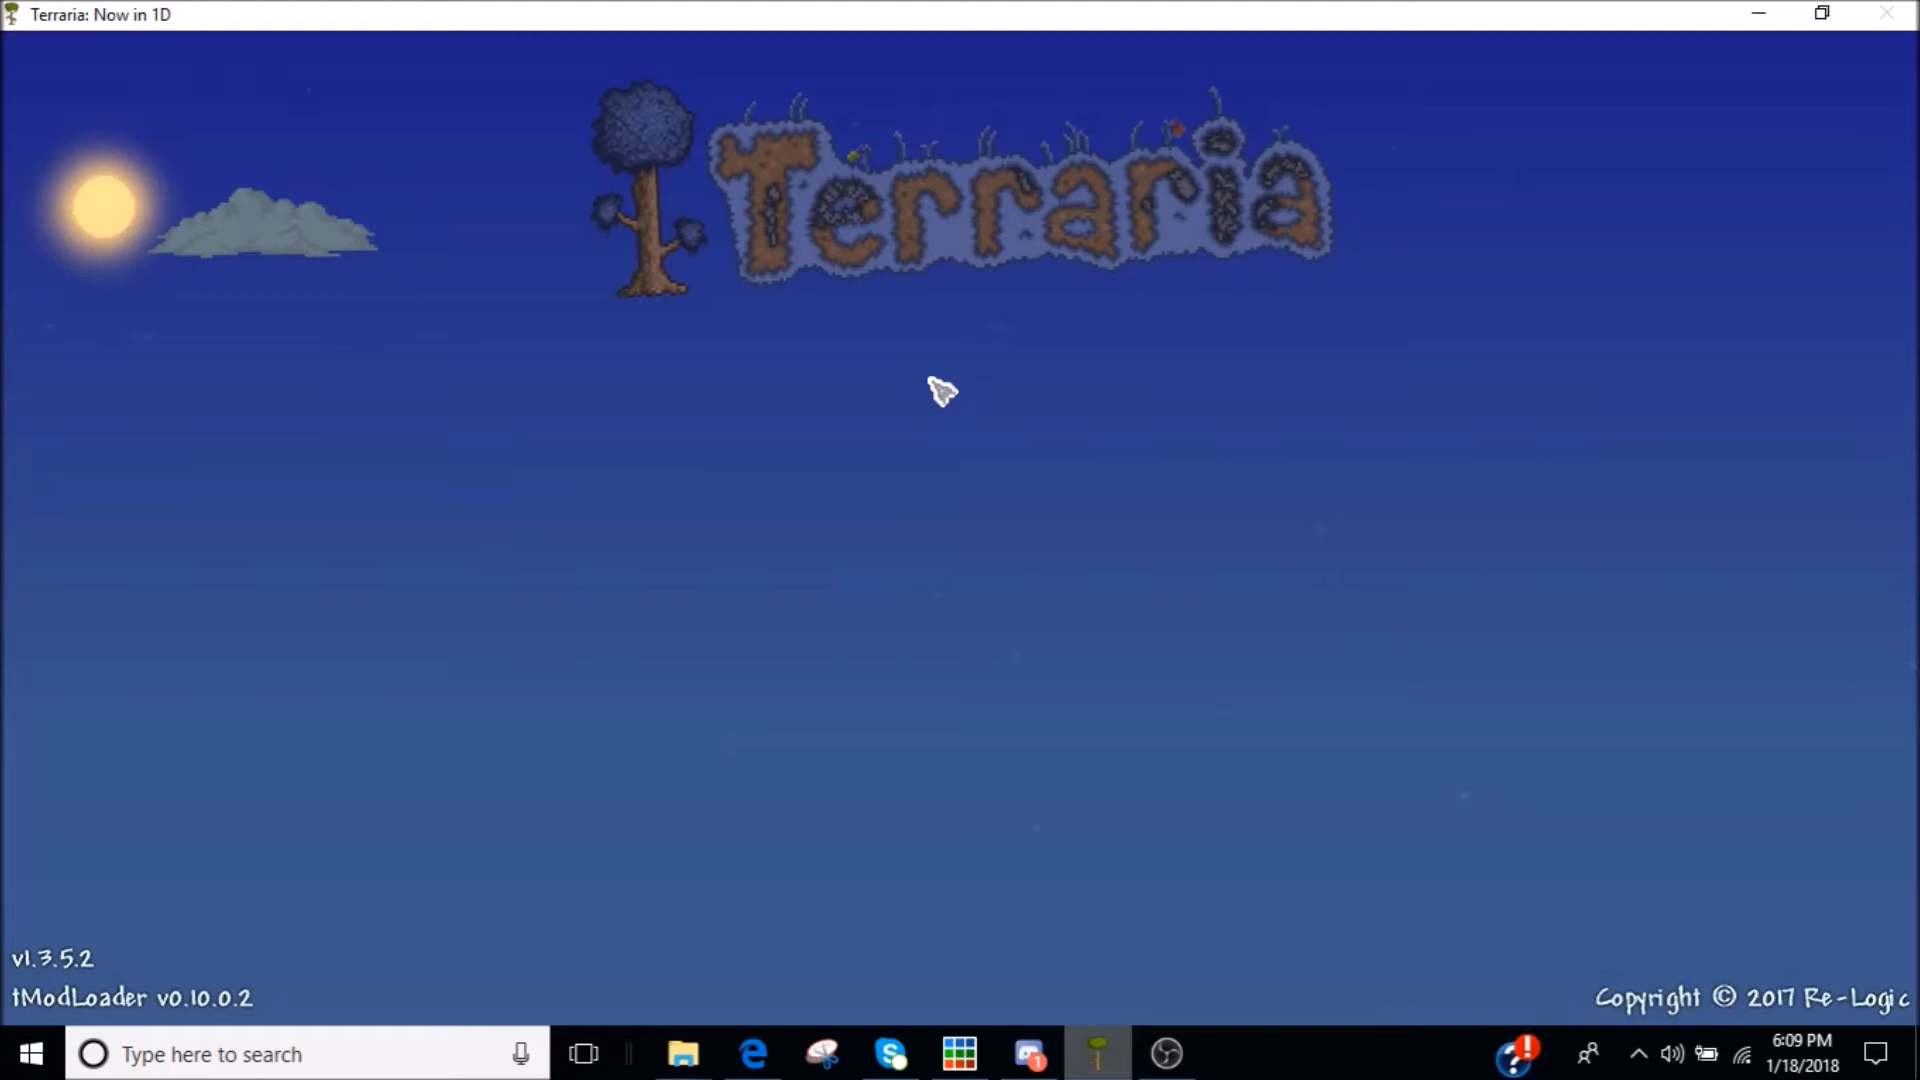 Terraria: Now in 1D
Terraria
v1.3.5.2
tModLoader v0.10.0.2
Copyright © 2017 Re-Logic
Type here to search
1
6:09 PM
1/18/2018